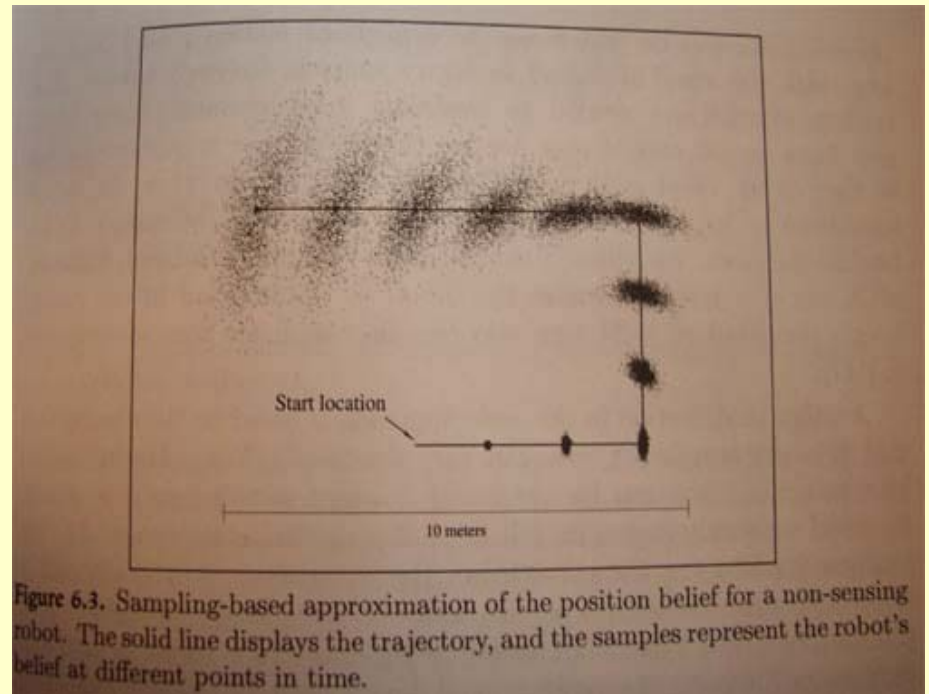 Start location
10 meters
Figure 6.3. Sampling-based approximation of the position belief for a non-sensing
robot. The solid line displays the trajectory, and the samples represent the robot's
belief at different points in time.